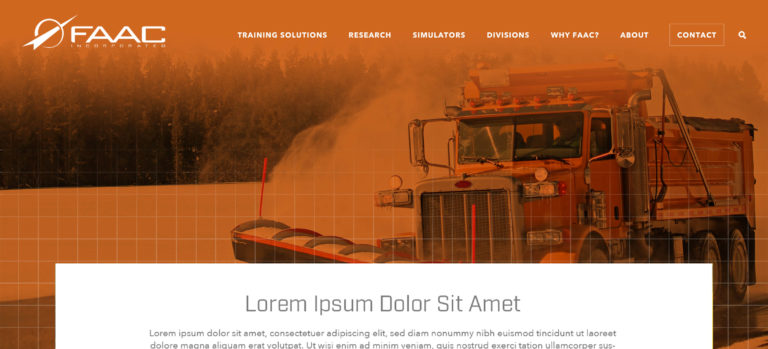 FAAC
INCORPORATED
TRAINING SOLUTIONS RESEARCH SIMULATORS DIVISIONS WHY FAAC? ABOUT CONTACT
Lorem Ipsum Dolor Sit Amet
Lorem ipsum dolor sit amet, consectetuer adipiscing elit, sed diam nonummy nibh euismod tincidunt ut laoreet
dolore magna aliquam erat volutpat. Ut wisi enim ad minim veniam, quis nostrud exerci tation ullamcorper sus-